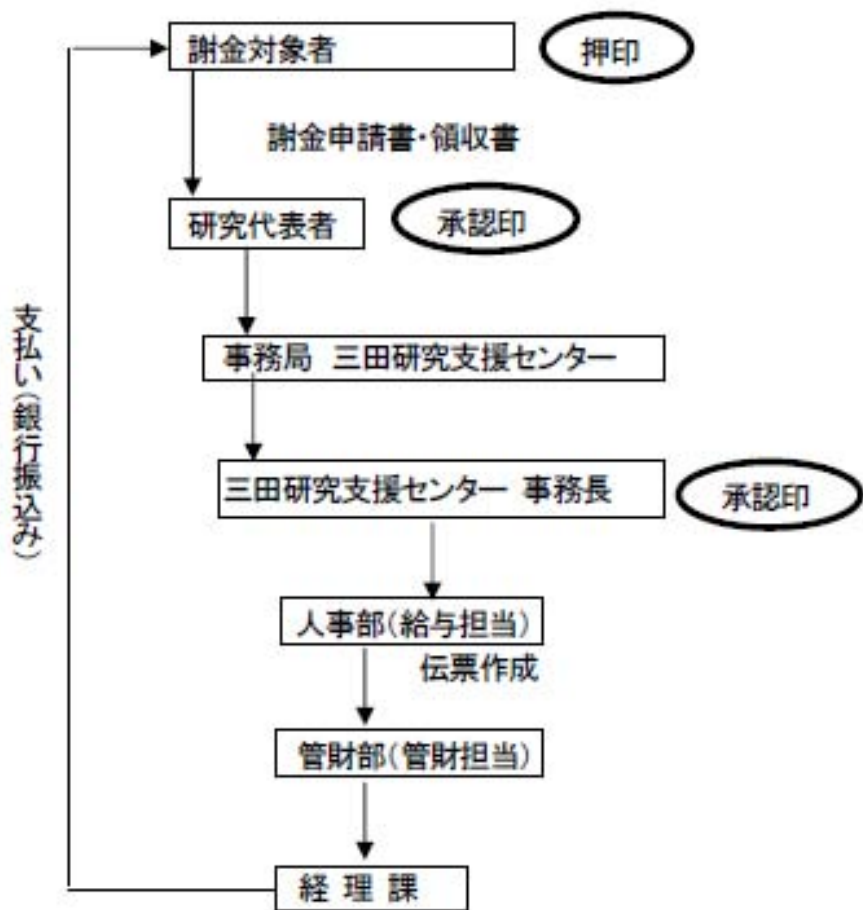 謝金対象者
押印
謝金申請書・領収書
研究代表者
承認印
事務局 三田研究支援センター
三田研究支援センター 事務長
承認印
人事部(給与担当)
伝票作成
管財部(管財担当)
経 理 課
支払い(銀行振込み)